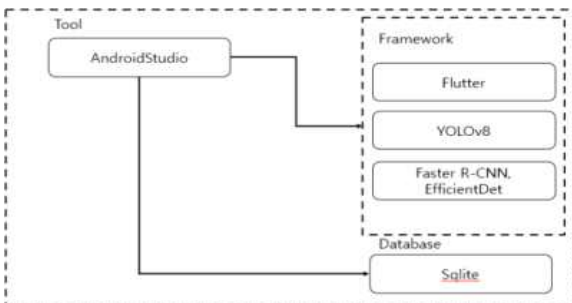 Tool
AndroidStudio
Framework
Flutter
YOLOv8
Faster R-CNN,
EfficientDet
Database
Sqlite